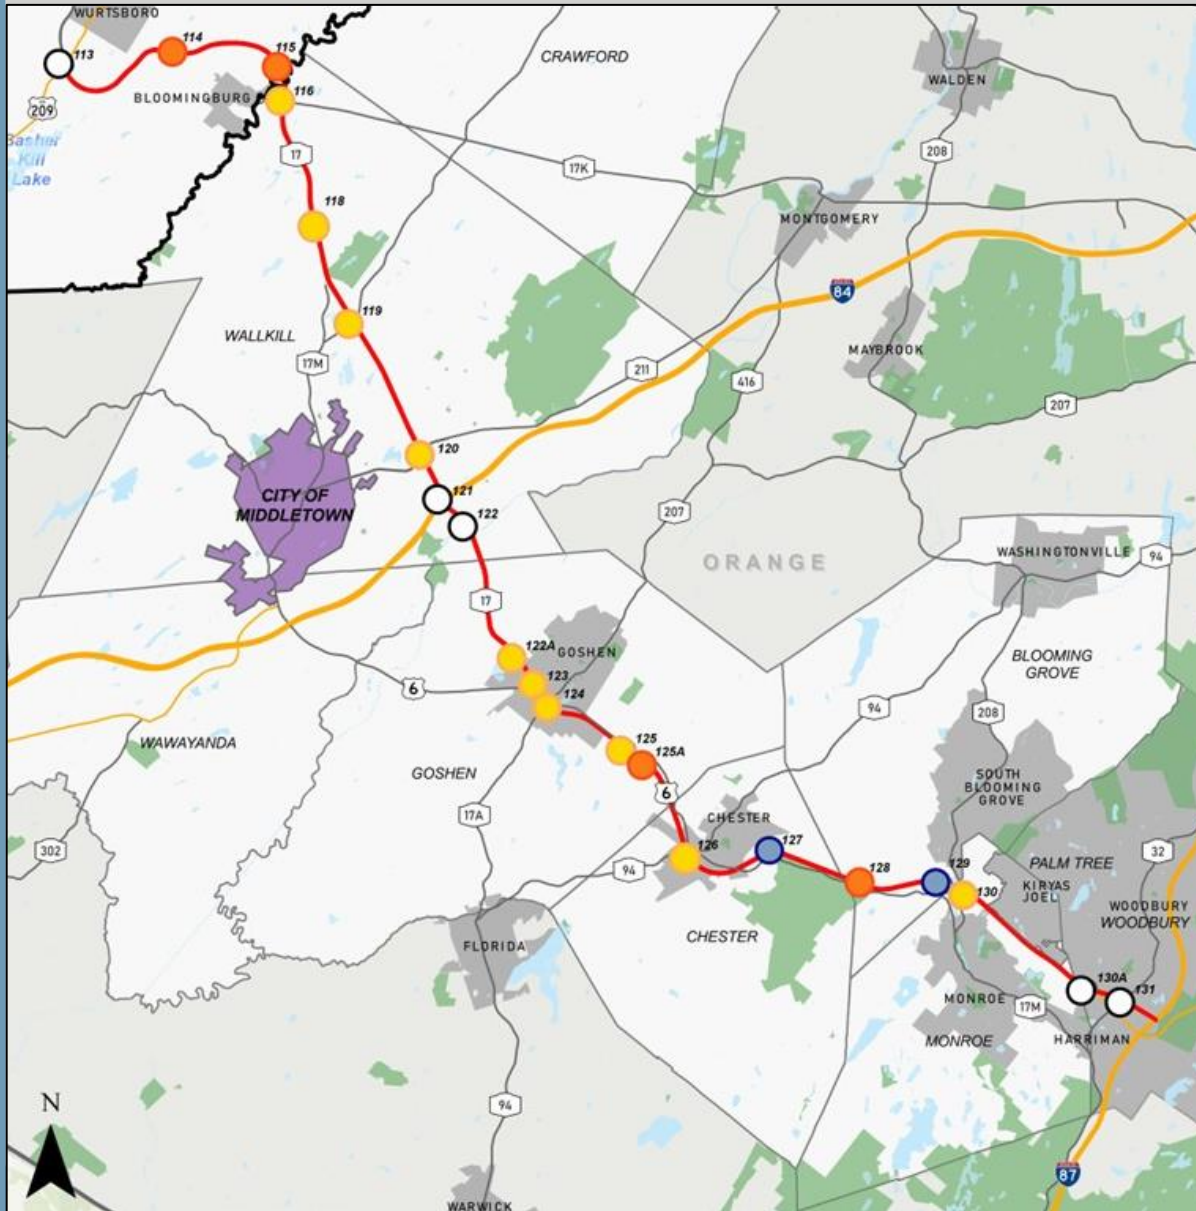 WURTSBORO
113
114
115
CRAWFORD
209
BLOOMINGBURG
116
WALDEN
Basher
Kill
Lake
17
17K
208
118
MONTGOMERY
84
119
WALLKILL
17M
MAYBROOK
211
416
207
120
CITY OF
MIDDLETOWN
121
122
207
ORANGE
WASHINGTONVILLE
94
17
122A
GOSHEN
BLOOMING
GROVE
123
6
124
94
208
WAWAYANDA
125
125A
GOSHEN
6
SOUTH
BLOOMING
GROVE
17A
CHESTER
302
126
127
32
94
128
129
130
PALM TREE
KIRYAS
JOEL
WOODBURY
WOODBURY
CHESTER
FLORIDA
130A
131
MONROE
17M
MONROE
HARRIMAN
N
94
87
WARWICK